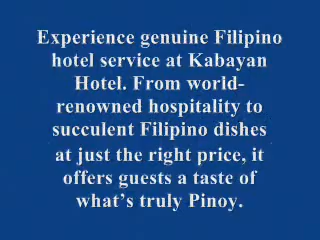 Experience genuine Filipino
hotel service at Kabayan
Hotel. From world-
renowned hospitality to
succulent Filipino dishes
at just the right price, it
offers guests a taste of
what’s truly Pinoy.